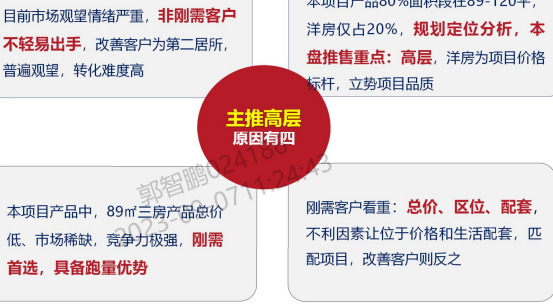 目前市场观望情绪严重，非刚需客户
不轻易出手，改善客户为第二居所，
普遍观望，转化难度高
本项目产品80%面积段在89-120平，
洋房仅占20%，规划定位分析，本
盘推售重点：高层，洋房为项目价格
标杆，立势项目品质
主推高层
原因有四
本项目产品中，89㎡三房产品总价
低、市场稀缺，竞争力极强，刚需
首选，具备跑量优势
刚需客户看重：总价、区位、配套，
不利因素让位于价格和生活配套，匹
配项目，改善客户则反之